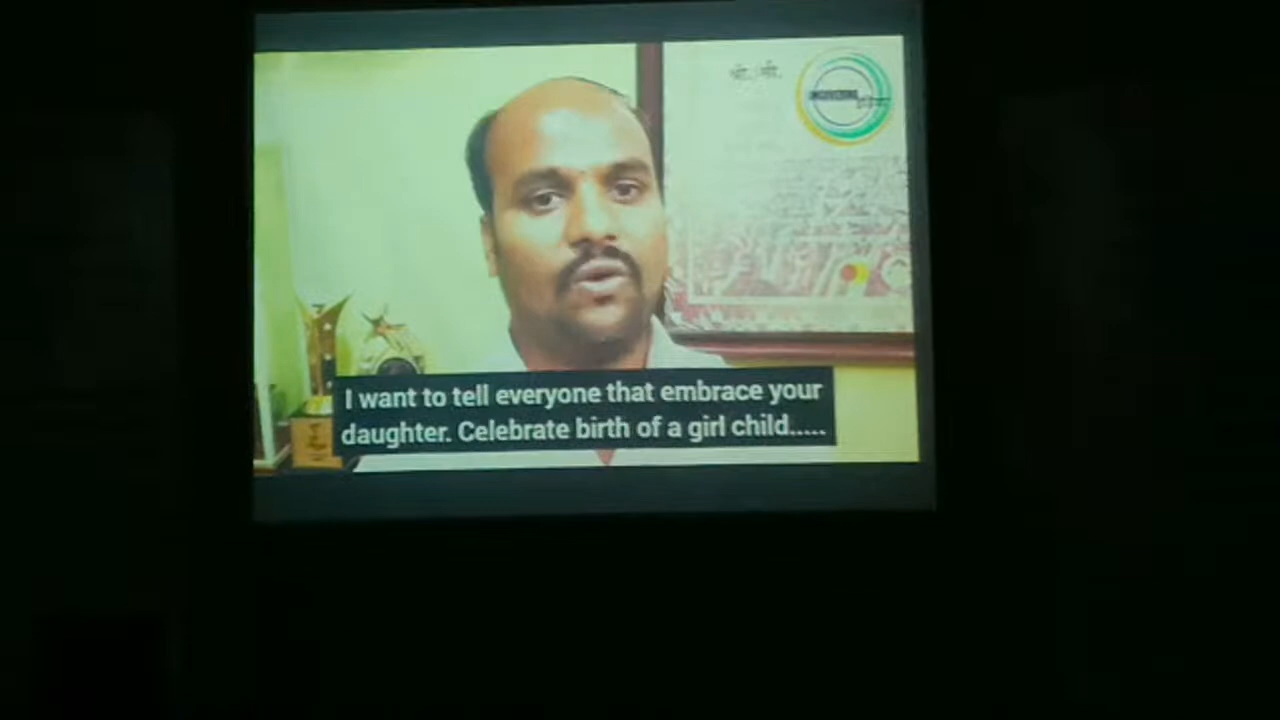 I want to tell everyone that embrace your
daughter. Celebrate birth of a girl child.....